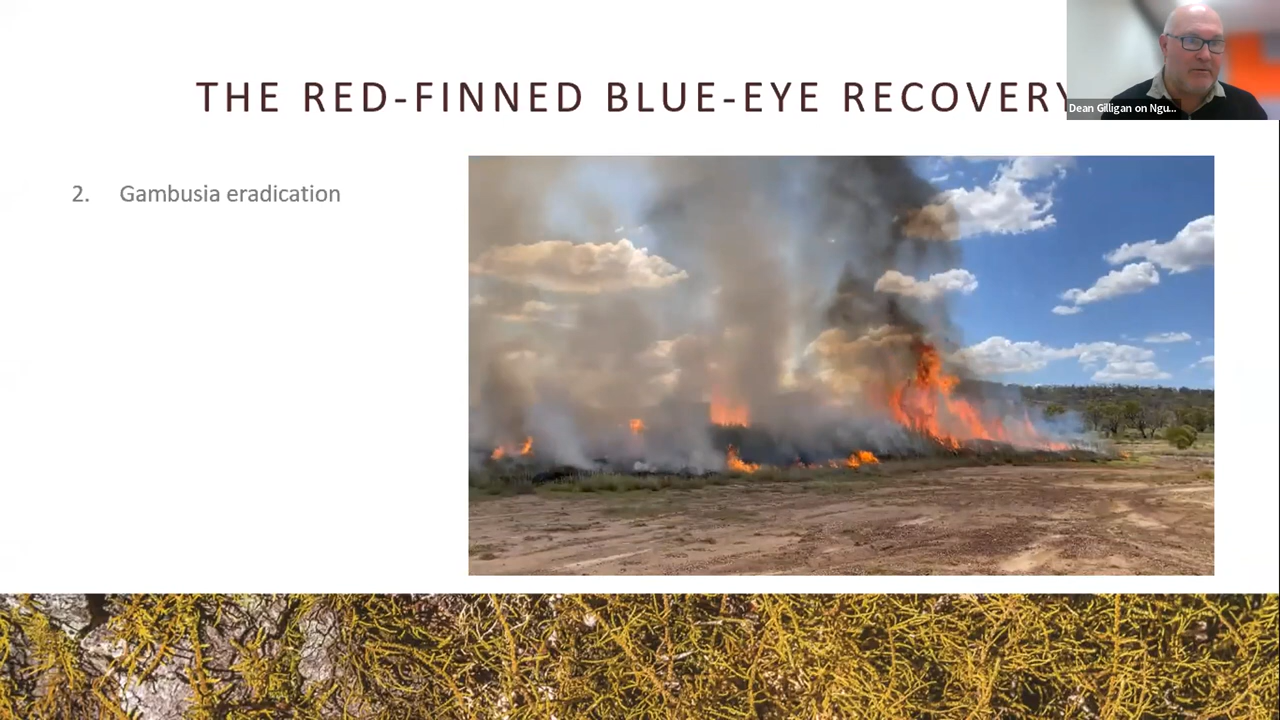 THE RED-FINNED BLUE-EYE RECOVERY
Dean Gilligan on Ngu...
2. Gambusia eradication